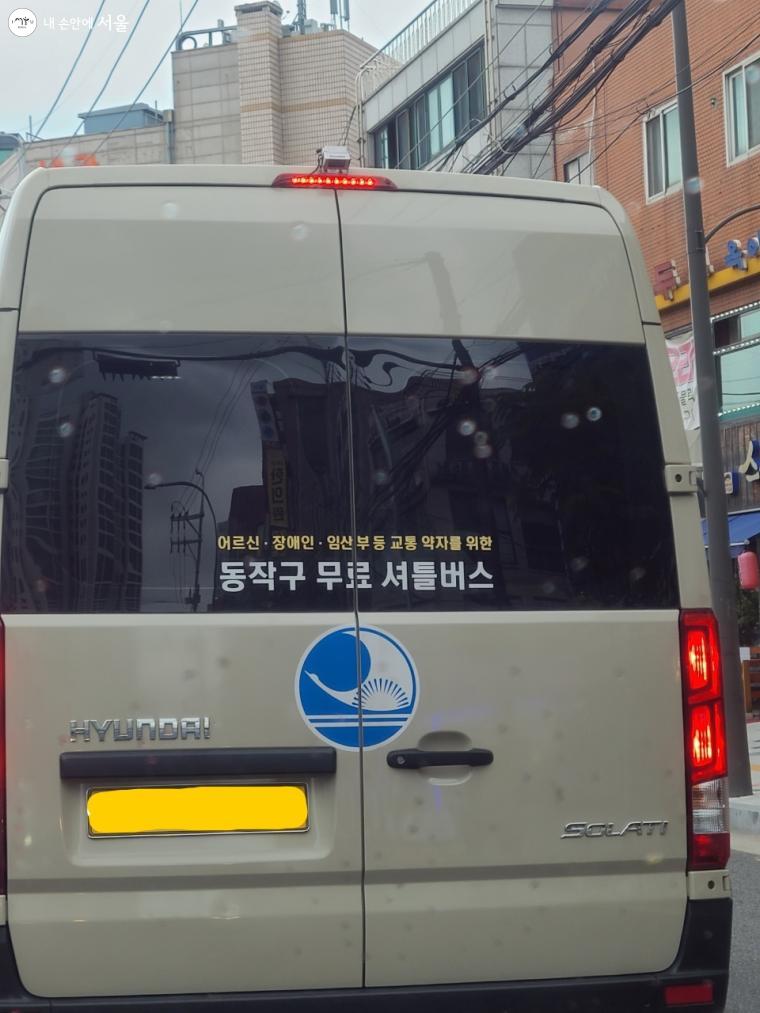 내 손안에 서울
어르신 · 장애인 · 임산부 등 교통 약자를 위한
동작구 무료 셔틀버스
HYUNDAI
SOLATI